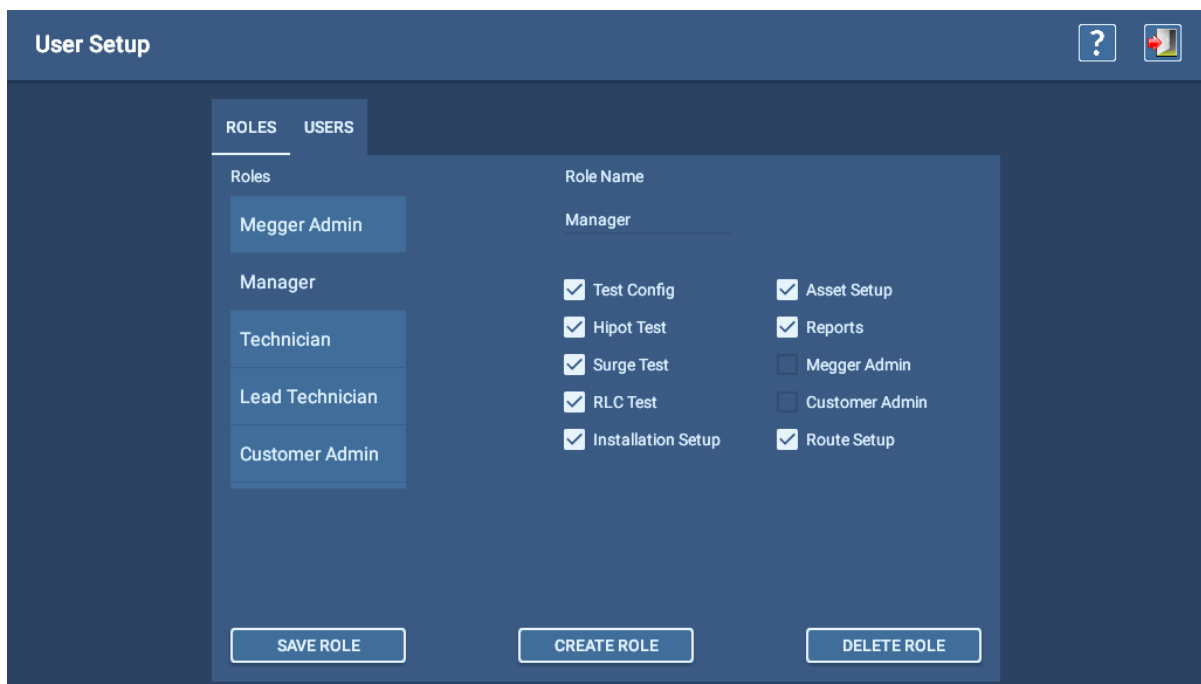 User Setup
?
ROLES USERS
Roles
Megger Admin
Manager
Technician
Lead Technician
Customer Admin
Role Name
Manager
Test Config
Hipot Test
Surge Test
RLC Test
Installation Setup
Asset Setup
Reports
Megger Admin
Customer Admin
Route Setup
SAVE ROLE
CREATE ROLE
DELETE ROLE